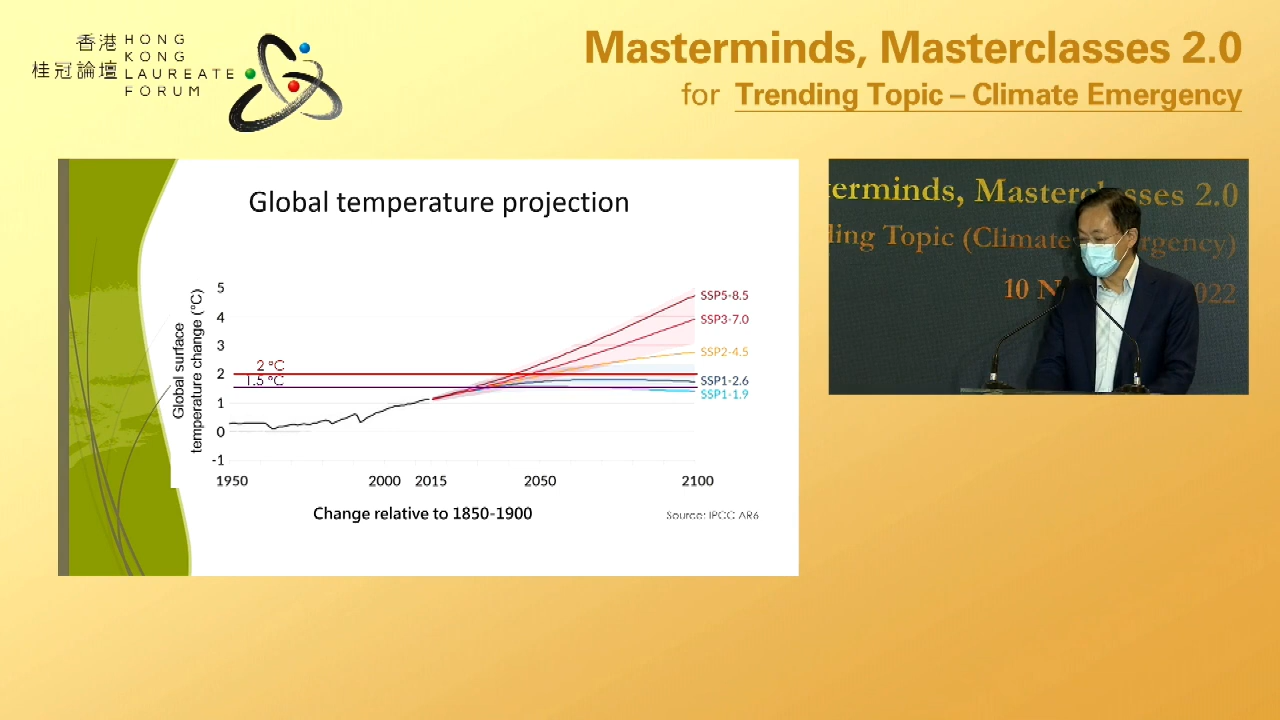 香港
桂冠論壇
HONG
KONG
LAUREATE
FORUM
Masterminds, Masterclasses 2.0
for Trending Topic – Climate Emergency
Global temperature projection
Global surface
temperature change (°C)
5
4
3
2
1
0
-1
2 °C
1.5 °C
SSP5-8.5
SSP3-7.0
SSP2-4.5
SSP1-2.6
SSP1-1.9
1950 2000 2015 2050 2100
Change relative to 1850-1900
Source: IPCC AR6
terminds, Masterclasses 2.0
ding Topic (Climate rgency)
10 N 022